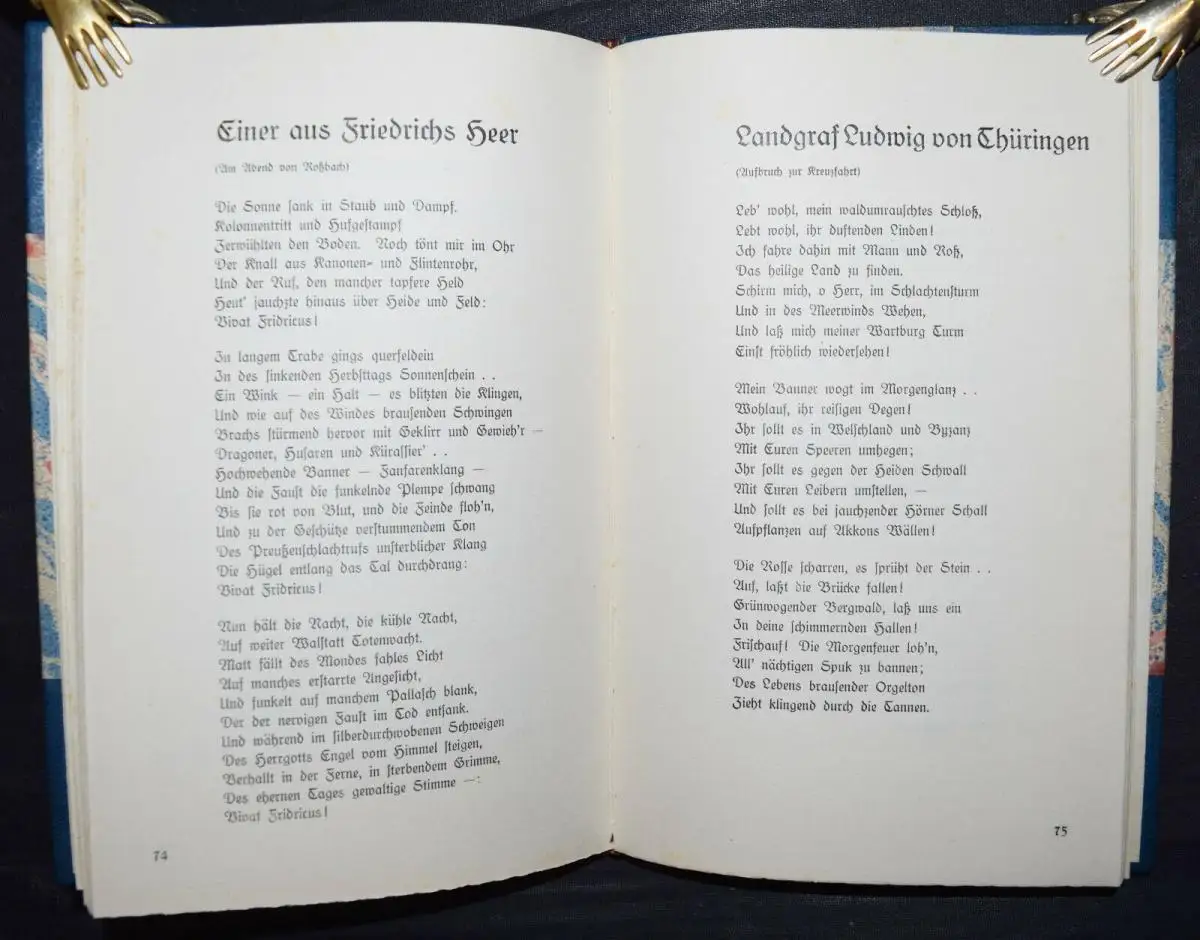 Einer aus Friedrichs Heer
(Am Abend von Roßbach)
Die Sonne sank in Staub und Dampf.
Kolonnentritt und Hufgestampf
Zerwühlten den Boden. Noch tönt mir im Ohr
Der Knall aus Kanonen- und Flintenrohr,
Und der Ruf, den mancher tapfere Held
Heut' jauchzte hinaus über Heide und Feld:
Vivat Fridricus!
In langem Trabe gings querfeldein
In des sinkenden Herbsttags Sonnenschein . .
Ein Wink — ein Halt — es blitzten die Klingen,
Und wie auf des Windes brausenden Schwingen
Brachs stürmend hervor mit Geklirr und Gewieh'r —
Dragoner, Husaren und Kürassier' . .
Hochwehende Banner — Fanfarenklang —
Und die Faust die funkelnde Plempe schwang
Bis sie rot von Blut, und die Feinde floh'n,
Und zu der Geschütze verstummendem Ton
Des Preußenschlachtrufs unsterblicher Klang
Die Hügel entlang das Tal durchdrang:
Vivat Fridricus!
Nun hält die Nacht, die kühle Nacht,
Auf weiter Walstatt Totenwacht.
Matt fällt des Mondes fahles Licht
Auf manches erstarrte Angesicht,
Und funkelt auf manchem Pallasch blank,
Der der nervigen Faust im Tod entsank.
Und während im silberdurchwobenen Schweigen
Des Herrgotts Engel vom Himmel steigen,
Verhallt in der Ferne, in sterbendem Grimme,
Des ehernen Tages gewaltige Stimme —:
Vivat Fridricus!
74
Landgraf Ludwig von Thüringen
(Aufbruch zur Kreuzfahrt)
Leb' wohl, mein waldumrauschtes Schloß,
Lebt wohl, ihr duftenden Linden!
Ich fahre dahin mit Mann und Roß,
Das heilige Land zu finden.
Schirm mich, o Herr, im Schlachtensturm
Und in des Meerwinds Wehen,
Und laß mich meiner Wartburg Turm
Einst fröhlich wiedersehen!
Mein Banner wogt im Morgenglanz . .
Wohlauf, ihr reisigen Degen!
Ihr sollt es in Welschland und Byzanz
Mit Euren Speeren umhegen;
Ihr sollt es gegen der Heiden Schwall
Mit Euren Leibern umstellen, —
Und sollt es bei jauchzender Hörner Schall
Aufpflanzen auf Akkons Wällen!
Die Rosse scharren, es sprüht der Stein . .
Auf, laßt die Brücke fallen!
Grünwogender Bergwald, laß uns ein
In deine schimmernden Hallen!
Frischauf! Die Morgenfeuer loh'n,
All' nächtigen Spuk zu bannen;
Des Lebens brausender Orgelton
Zieht klingend durch die Tannen.
75